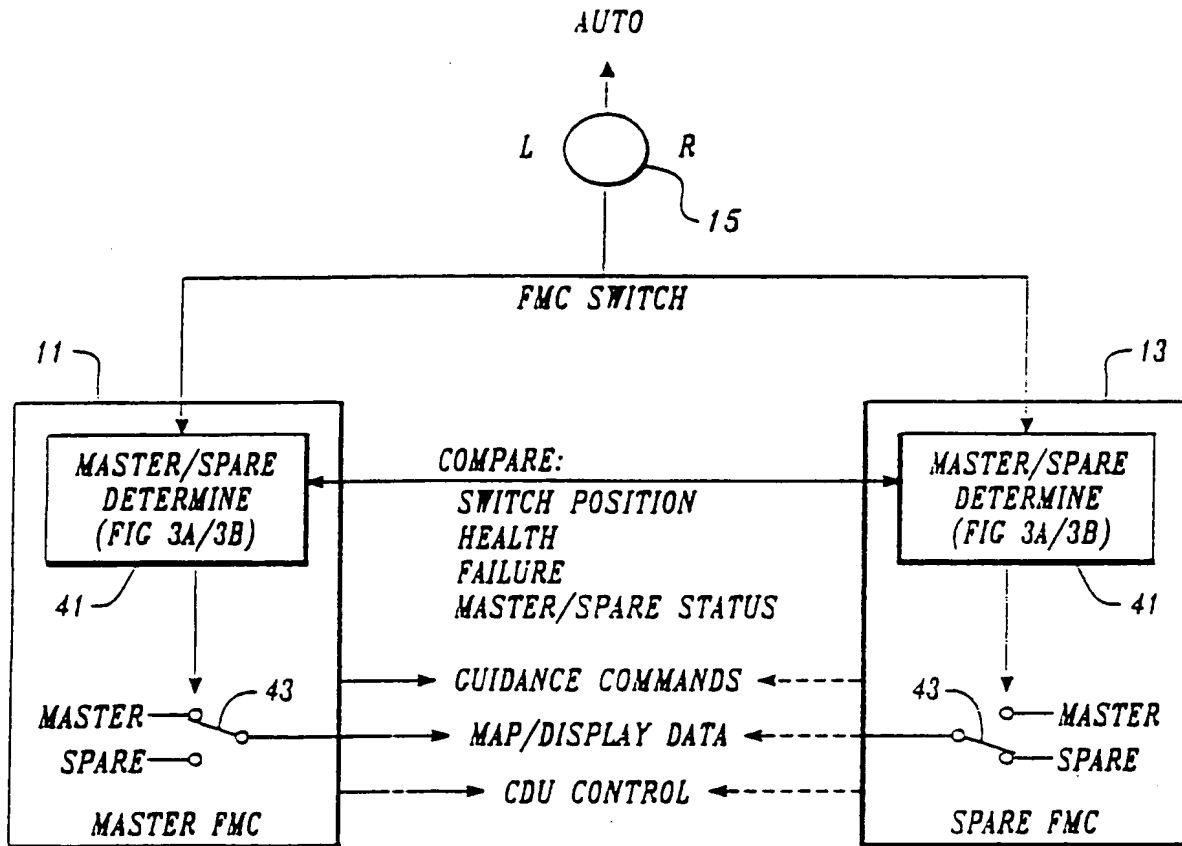 AUTO
L R
15
FMC SWITCH
11
13
MASTER/SPARE
DETERMINE
(FIG 3A/3B)
41
COMPARE:
SWITCH POSITION
HEALTH
FAILURE
MASTER/SPARE STATUS
MASTER/SPARE
DETERMINE
(FIG 3A/3B)
41
43
MASTER
SPARE
MASTER FMC
GUIDANCE COMMANDS
MAP/DISPLAY DATA
CDU CONTROL
43
MASTER
SPARE
SPARE FMC